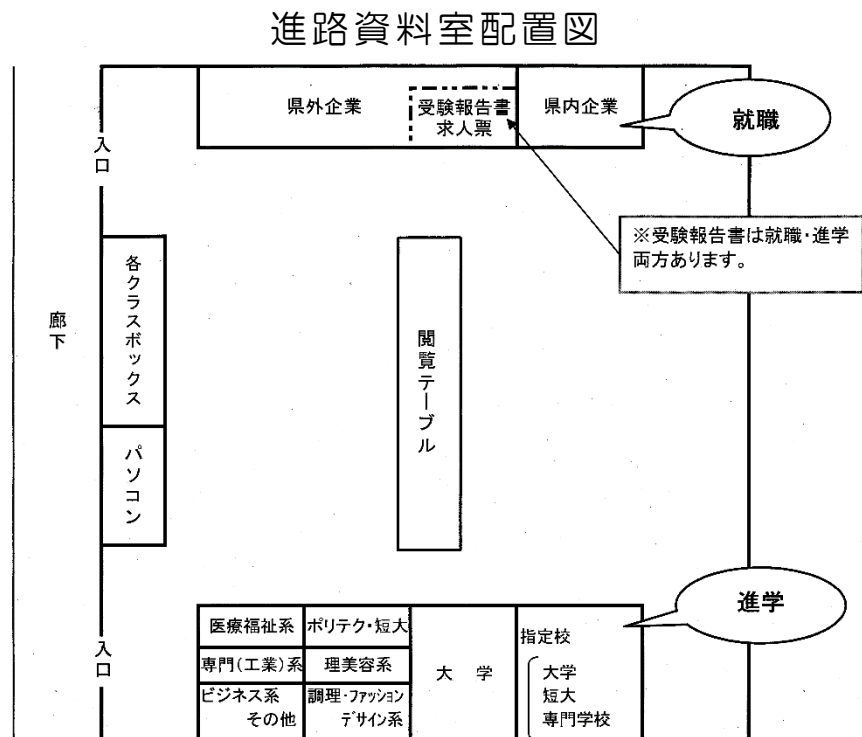 進路資料室配置図
県外企業
受験報告書
求人票
県内企業
就職
入口
※受験報告書は就職・進学
両方あります。
各クラスボックス
廊下
閲覧テーブル
パソコン
進学
入口
医療福祉系
ポリテク・短大
専門(工業)系
理美容系
ビジネス系
その他
調理・ファッション
デザイン系
大学
指定校
大学
短大
専門学校